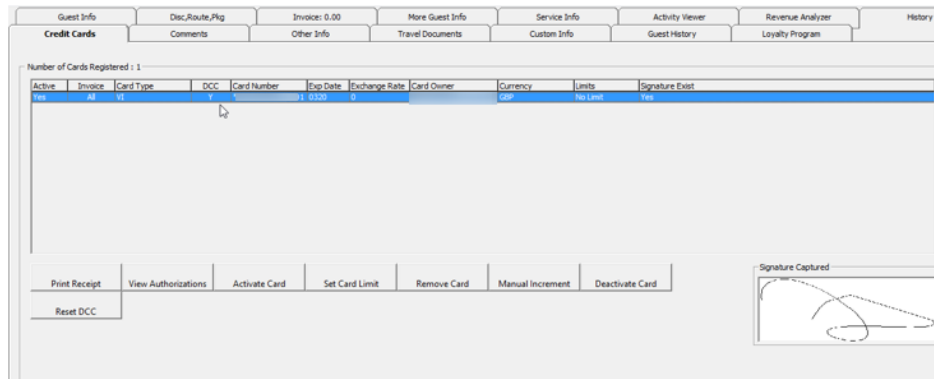 Guest Info Disc,Route,Pkg Invoice: 0.00 More Guest Info Service Info Activity Viewer Revenue Analyzer History
Credit Cards Comments Other Info Travel Documents Custom Info Guest History Loyalty Program
Number of Cards Registered : 1
Active Invoice Card Type DCC Card Number Exp Date Exchange Rate Card Owner Currency Limits Signature Exist
Yes All VI Y 1 0320 0 GBP No Limit Yes
Print Receipt View Authorizations Activate Card Set Card Limit Remove Card Manual Increment Deactivate Card
Signature Captured
Reset DCC